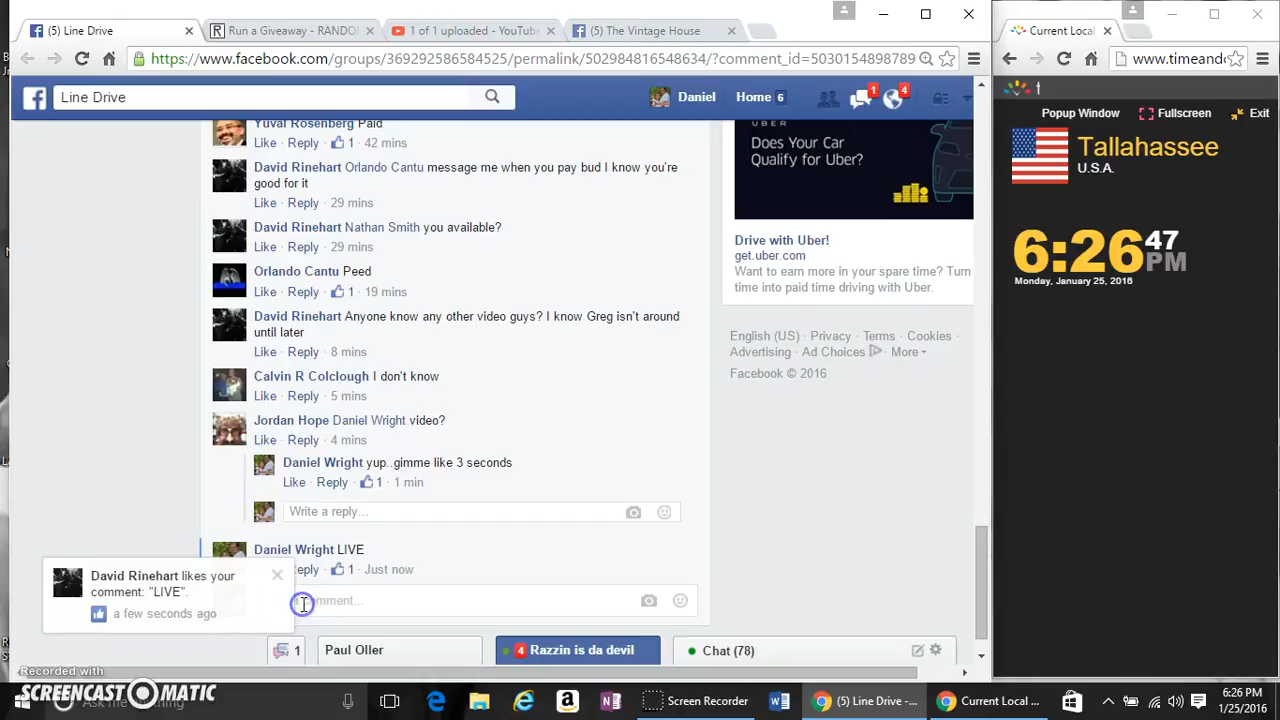 (5) Line Drive
Run a Giveaway - RANDO
1 of 1 uploaded - YouTube
(5) The Vintage House
Current Local
https://www.facebook.com/groups/369292586584525/permalink/502984816548634/?comment_id=5030154898789
www.timeand
Line Drive
Daniel
Home 6
1
4
Popup Window
Fullscreen
Exit
Tallahassee
U.S.A.
6:26 47 PM
Monday, January 25, 2016
Yuval Rosenberg Paid
Like · Reply · 1 · 42 mins
David Rinehart Orlando Cantu message me when you pay bud I know you're
good for it
Like · Reply · 29 mins
David Rinehart Nathan Smith you available?
Like · Reply · 29 mins
Orlando Cantu Peed
Like · Reply · 1 · 19 mins
David Rinehart Anyone know any other video guys? I know Greg isn't around
until later
Like · Reply · 8 mins
Calvin R Colclough I don't know
Like · Reply · 5 mins
Jordan Hope Daniel Wright video?
Like · Reply · 4 mins
Daniel Wright yup..gimme like 3 seconds
Like · Reply · 1 · 1 min
Write a reply...
Daniel Wright LIVE
Reply · 1 · Just now
comment...
David Rinehart likes your
comment: "LIVE".
a few seconds ago
UBER
Does Your Car
Qualify for Uber?
Drive with Uber!
get.uber.com
Want to earn more in your spare time? Turn
time into paid time driving with Uber.
English (US) · Privacy · Terms · Cookies ·
Advertising · Ad Choices · More
Facebook © 2016
1
Paul Oller
4 Razzin is da devil
Chat (78)
Recorded with
SCREENCAST-O-MATIC
Screen Recorder
(5) Line Drive -...
Current Local ...
6:26 PM
1/25/2016